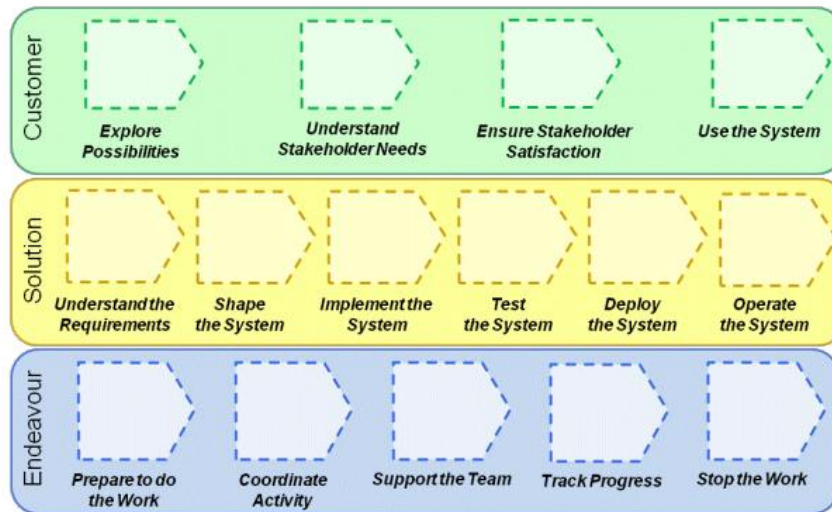 Customer
Explore
Possibilities
Understand
Stakeholder Needs
Ensure Stakeholder
Satisfaction
Use the System
Solution
Understand the
Requirements
Shape
the System
Implement the
System
Test
the System
Deploy
the System
Operate
the System
Endeavour
Prepare to do
the Work
Coordinate
Activity
Support the Team
Track Progress
Stop the Work